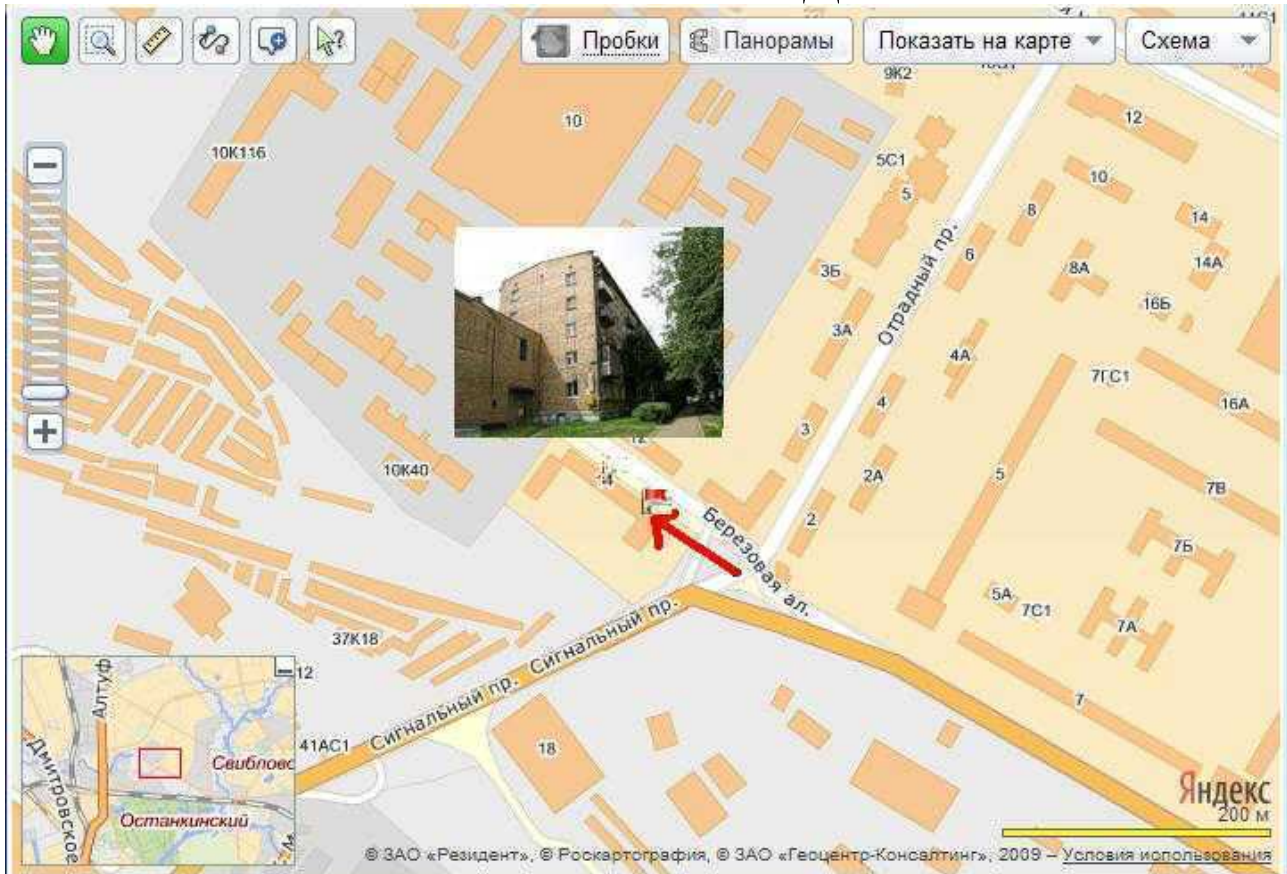 Пробки
Панорамы
Показать на карте
Схема
9К2
12
10
10К116
5С1
5
10
8
14
6
8А
14А
3Б
16Б
Отрадный пр.
3А
4А
7ГС1
4
16А
3
12
10К40
14
2А
5
7В
2
Березовая ал.
7Б
5А
7С1
7А
37К18
Сигнальный пр.
Сигнальный пр.
7
12
41АС1
18
Алтуф
Дмитровское
Свиблово
Останкинский
Яндекс
200 м
© ЗАО «Резидент», © Роскартография, © ЗАО «Геоцентр-Консалтинг», 2009 – Условия использования